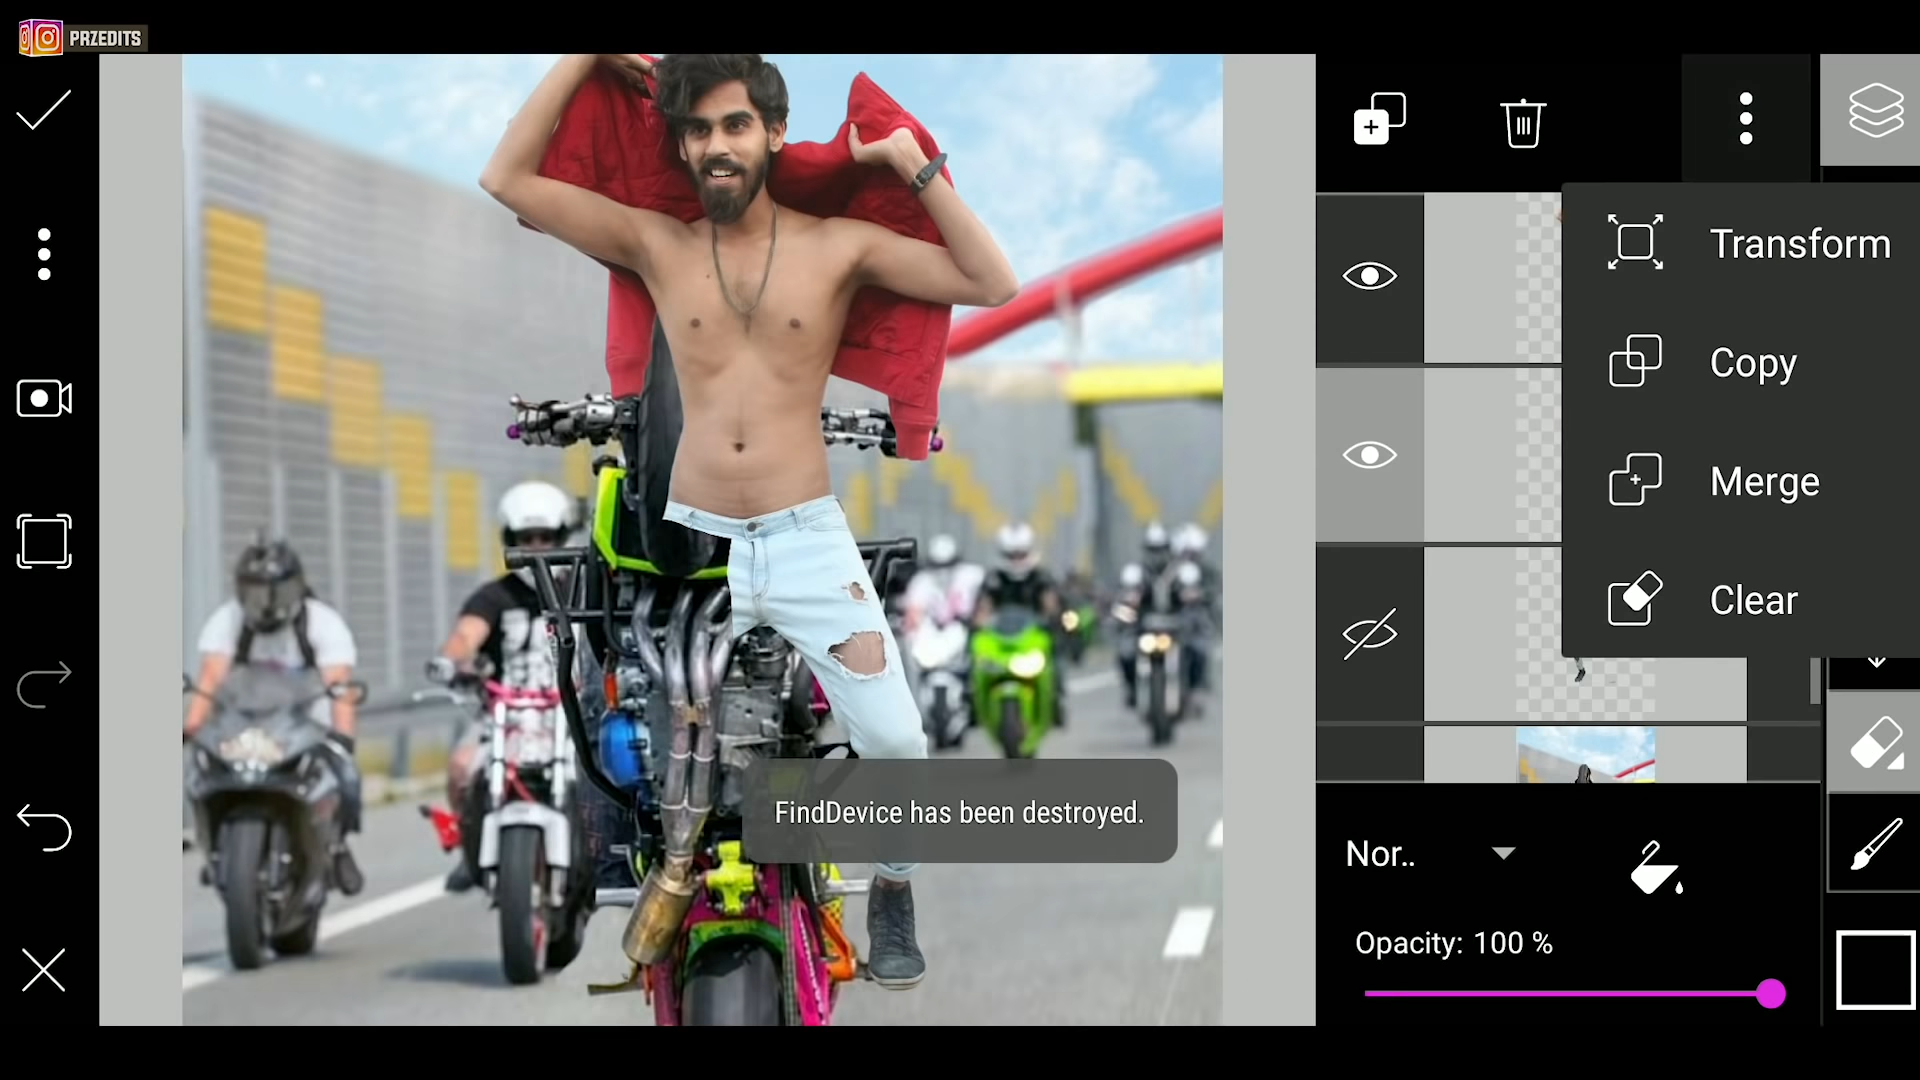 PRZEDITS
Transform
Copy
Merge
Clear
FindDevice has been destroyed.
Nor..
Opacity: 100 %